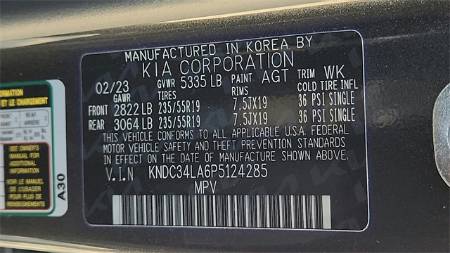 MANUFACTURED IN KOREA BY
KIA CORPORATION
02/23 GVWR 5335 LB PAINT AGT TRIM WK
GAWR TIRES RIMS COLD TIRE INFL
FRONT 2822 LB 235/55R19 7.5JX19 36 PSI SINGLE
REAR 3064 LB 235/55R19 7.5JX19 36 PSI SINGLE
THIS VEHICLE CONFORMS TO ALL APPLICABLE U.S.A. FEDERAL
MOTOR VEHICLE SAFETY AND THEFT PREVENTION STANDARDS
IN EFFECT ON THE DATE OF MANUFACTURE SHOWN ABOVE.
V.I.N KNDC34LA6P5124285
MPV
ET LE CHARGEMENT
A30